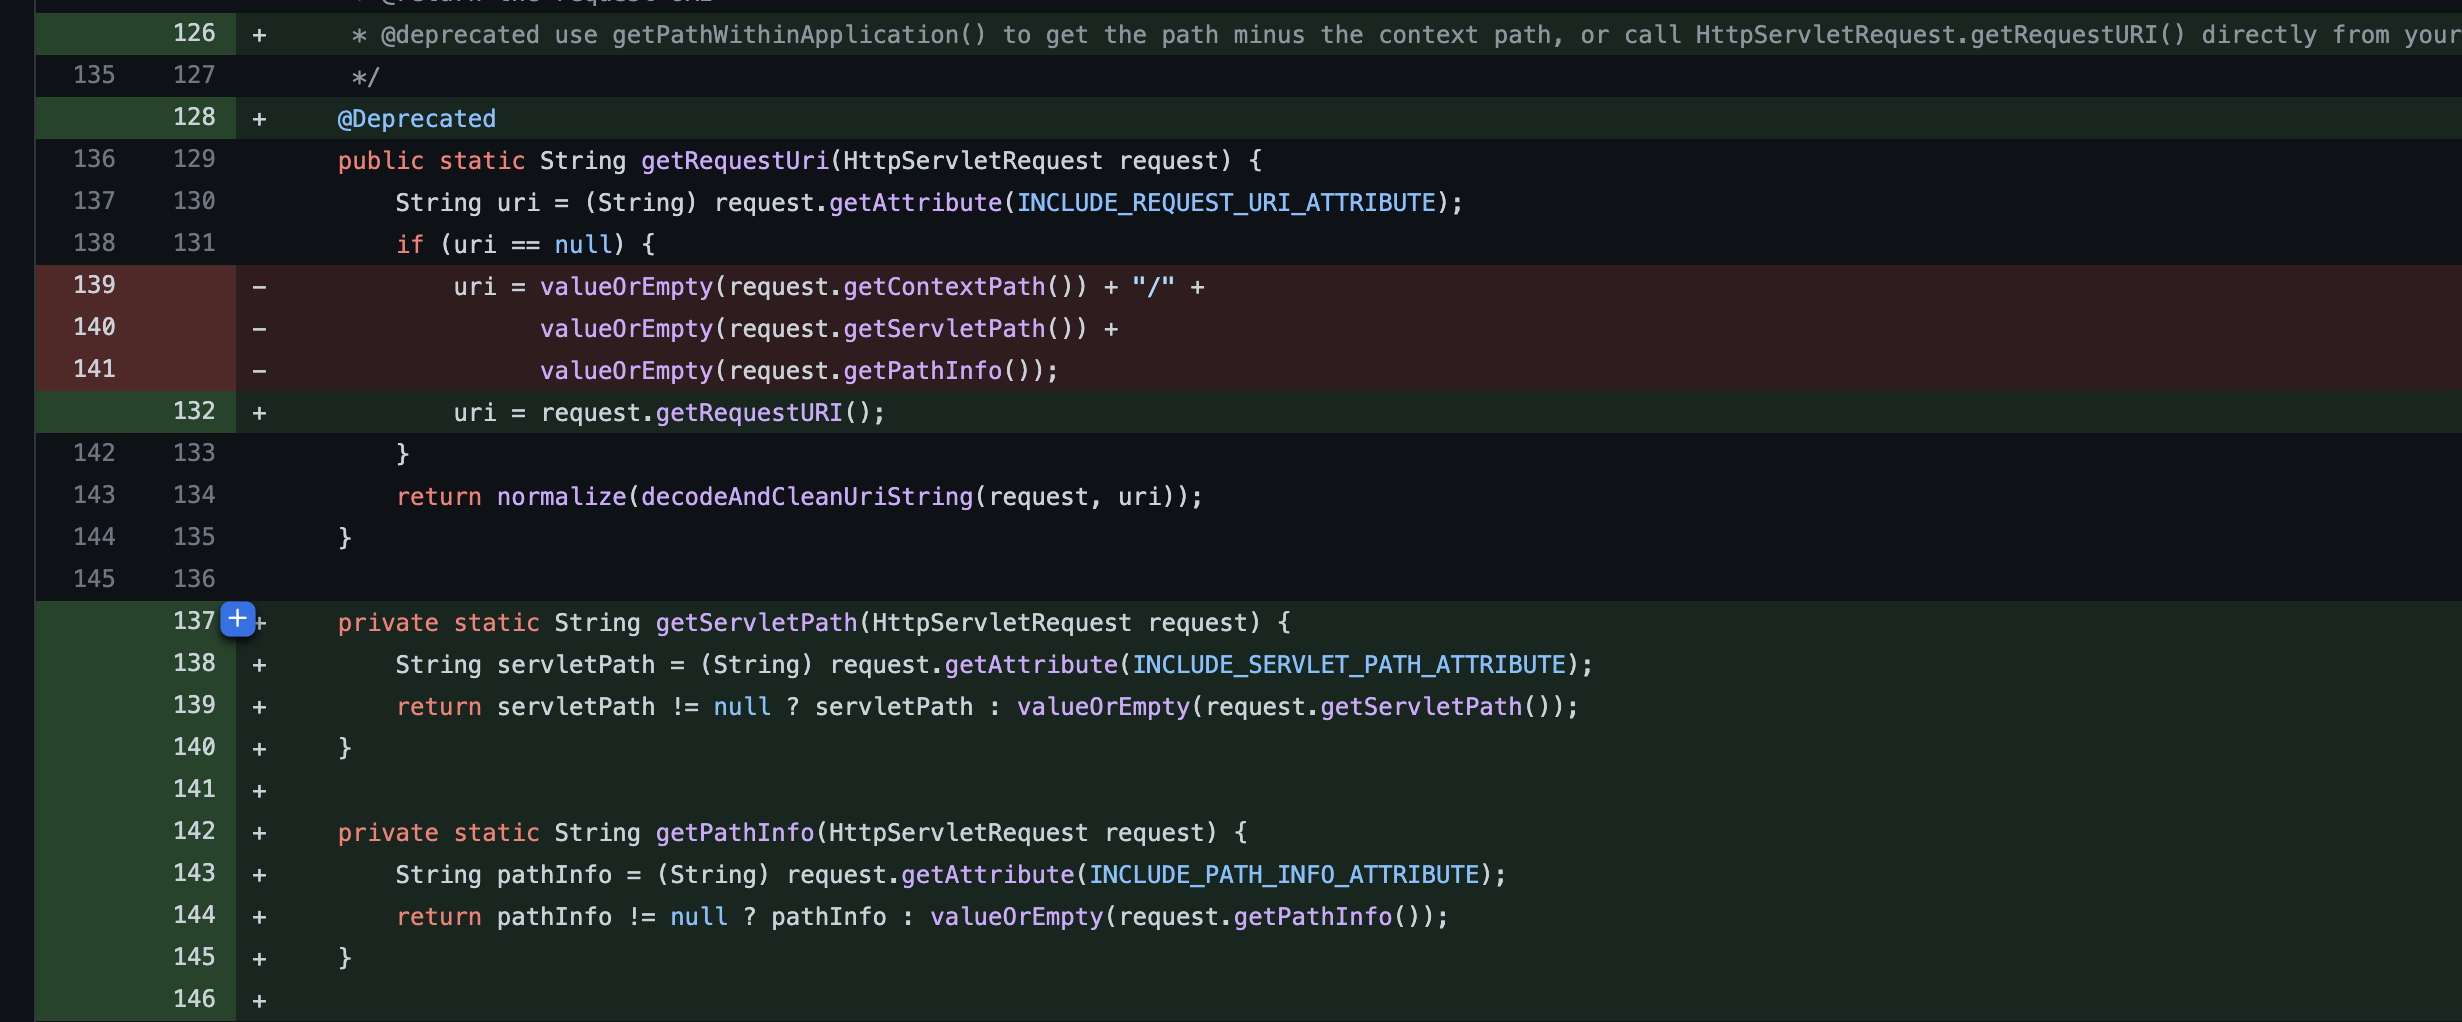 126 + * @deprecated use getPathWithinApplication() to get the path minus the context path, or call HttpServletRequest.getRequestURI() directly from your
135 127 */
128 + @Deprecated
136 129 public static String getRequestUri(HttpServletRequest request) {
137 130 String uri = (String) request.getAttribute(INCLUDE_REQUEST_URI_ATTRIBUTE);
138 131 if (uri == null) {
139 - uri = valueOrEmpty(request.getContextPath()) + "/" +
140 - valueOrEmpty(request.getServletPath()) +
141 - valueOrEmpty(request.getPathInfo());
132 + uri = request.getRequestURI();
142 133 }
143 134 return normalize(decodeAndCleanUriString(request, uri));
144 135 }
145 136
137 + + private static String getServletPath(HttpServletRequest request) {
138 + String servletPath = (String) request.getAttribute(INCLUDE_SERVLET_PATH_ATTRIBUTE);
139 + return servletPath != null ? servletPath : valueOrEmpty(request.getServletPath());
140 + }
141 +
142 + private static String getPathInfo(HttpServletRequest request) {
143 + String pathInfo = (String) request.getAttribute(INCLUDE_PATH_INFO_ATTRIBUTE);
144 + return pathInfo != null ? pathInfo : valueOrEmpty(request.getPathInfo());
145 + }
146 +